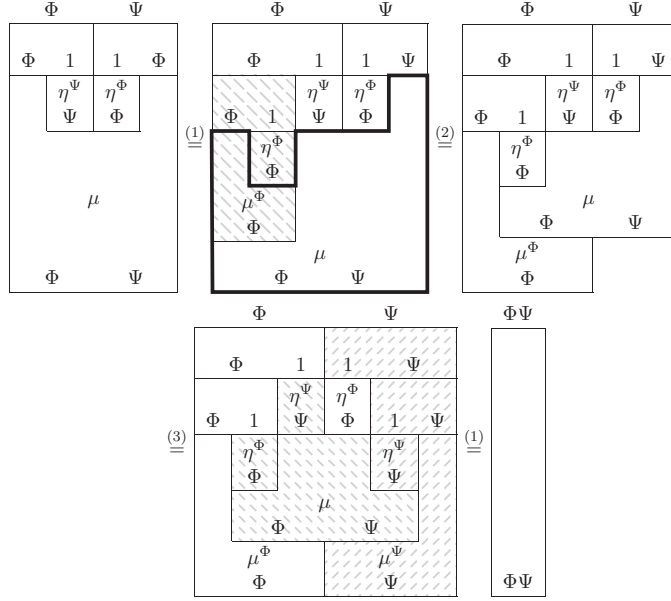 Φ Ψ
Φ 1 1 Φ
η^Ψ η^Φ
Ψ Φ
μ
Φ Ψ
(1)
=
Φ Ψ
Φ 1 1 Ψ
η^Ψ η^Φ
Φ 1 Ψ Φ
η^Φ
Φ
μ^Φ
Φ
μ
Φ Ψ
(2)
=
Φ Ψ
Φ 1 1 Ψ
η^Ψ η^Φ
Φ 1 Ψ Φ
η^Φ
Φ
μ
Φ Ψ
μ^Φ
Φ
(3)
=
Φ Ψ
Φ 1 1 Ψ
η^Ψ η^Φ
Φ 1 Ψ Φ 1 Ψ
η^Φ η^Ψ
Φ Ψ
μ
Φ Ψ
μ^Φ μ^Ψ
Φ Ψ
(1)
=
ΦΨ
ΦΨ